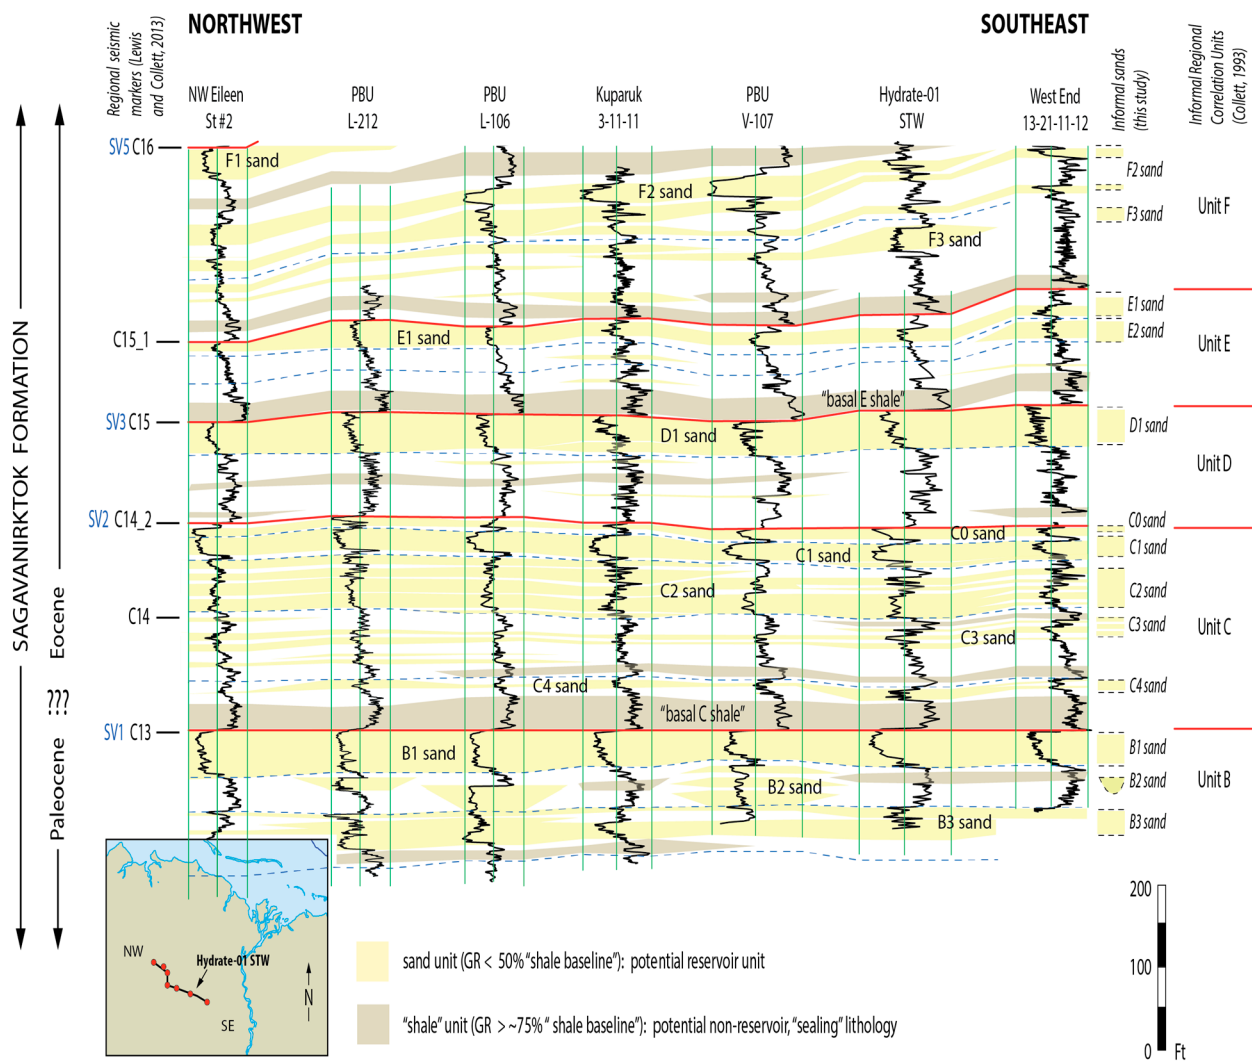 NORTHWEST
SOUTHEAST
Regional seismic
markers (Lewis
and Collett, 2013)
NW Eileen
St #2
PBU
L-212
PBU
L-106
Kuparuk
3-11-11
PBU
V-107
Hydrate-01
STW
West End
13-21-11-12
Informal sands
(this study)
Informal Regional
Correlation Units
(Collett, 1993)
SAGAVANIRKTOK FORMATION
Eocene
???
Paleocene
SV5 C16
C15_1
SV3 C15
SV2 C14_2
C14
SV1 C13
F1 sand
F2 sand
F3 sand
E1 sand
"basal E shale"
D1 sand
C0 sand
C1 sand
C2 sand
C3 sand
C4 sand
"basal C shale"
B1 sand
B2 sand
B3 sand
F2 sand
F3 sand
E1 sand
E2 sand
D1 sand
C0 sand
C1 sand
C2 sand
C3 sand
C4 sand
B1 sand
B2 sand
B3 sand
Unit F
Unit E
Unit D
Unit C
Unit B
NW
Hydrate-01 STW
N
SE
sand unit (GR < 50% "shale baseline"): potential reservoir unit
"shale" unit (GR > ~75% " shale baseline"): potential non-reservoir, "sealing" lithology
200
100
0
Ft